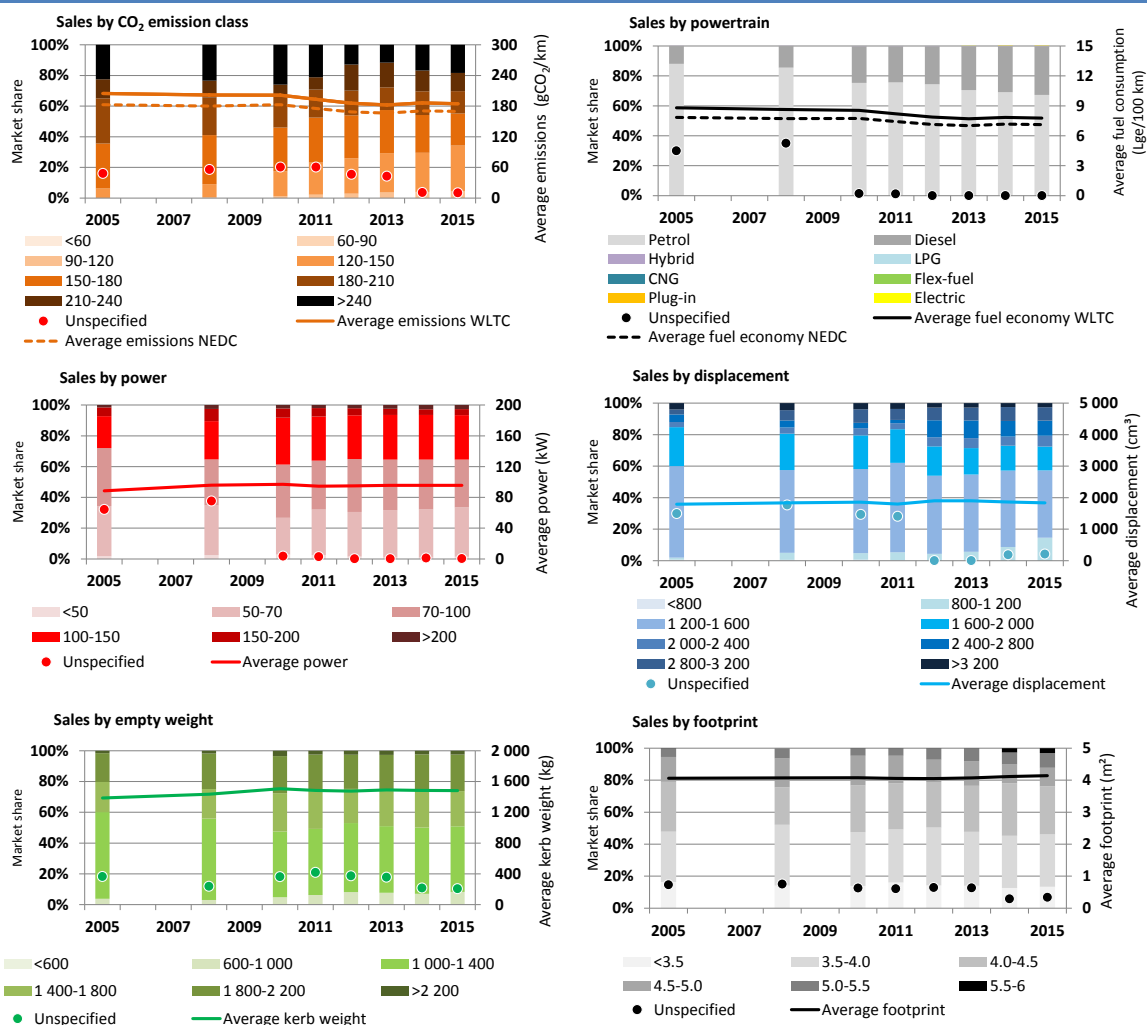 Sales by CO₂ emission class
100%
80%
60%
40%
20%
0%
Market share
300
240
180
120
60
0
Average emissions (gCO₂/km)
2005 2007 2009 2011 2013 2015
<60 60-90
90-120 120-150
150-180 180-210
210-240 >240
Unspecified Average emissions WLTC
Average emissions NEDC
Sales by powertrain
100%
80%
60%
40%
20%
0%
Market share
15
12
9
6
3
0
Average fuel consomption
(Lge/100 km)
2005 2007 2009 2011 2013 2015
Petrol Diesel
Hybrid LPG
CNG Flex-fuel
Plug-in Electric
Unspecified Average fuel economy WLTC
Average fuel economy NEDC
Sales by power
100%
80%
60%
40%
20%
0%
Market share
200
160
120
80
40
0
Average power (kW)
2005 2007 2009 2011 2013 2015
<50 50-70 70-100
100-150 150-200 >200
Unspecified Average power
Sales by displacement
100%
80%
60%
40%
20%
0%
Market share
5 000
4 000
3 000
2 000
1 000
0
Average displacement (cm³)
2005 2007 2009 2011 2013 2015
<800 800-1 200
1 200-1 600 1 600-2 000
2 000-2 400 2 400-2 800
2 800-3 200 >3 200
Unspecified Average displacement
Sales by empty weight
100%
80%
60%
40%
20%
0%
Market share
2 000
1 600
1 200
800
400
0
Average kerb weight (kg)
2005 2007 2009 2011 2013 2015
<600 600-1 000 1 000-1 400
1 400-1 800 1 800-2 200 >2 200
Unspecified Average kerb weight
Sales by footprint
100%
80%
60%
40%
20%
0%
Market share
5
4
3
2
1
0
Average footprint (m²)
2005 2007 2009 2011 2013 2015
<3.5 3.5-4.0 4.0-4.5
4.5-5.0 5.0-5.5 5.5-6
Unspecified Average footprint